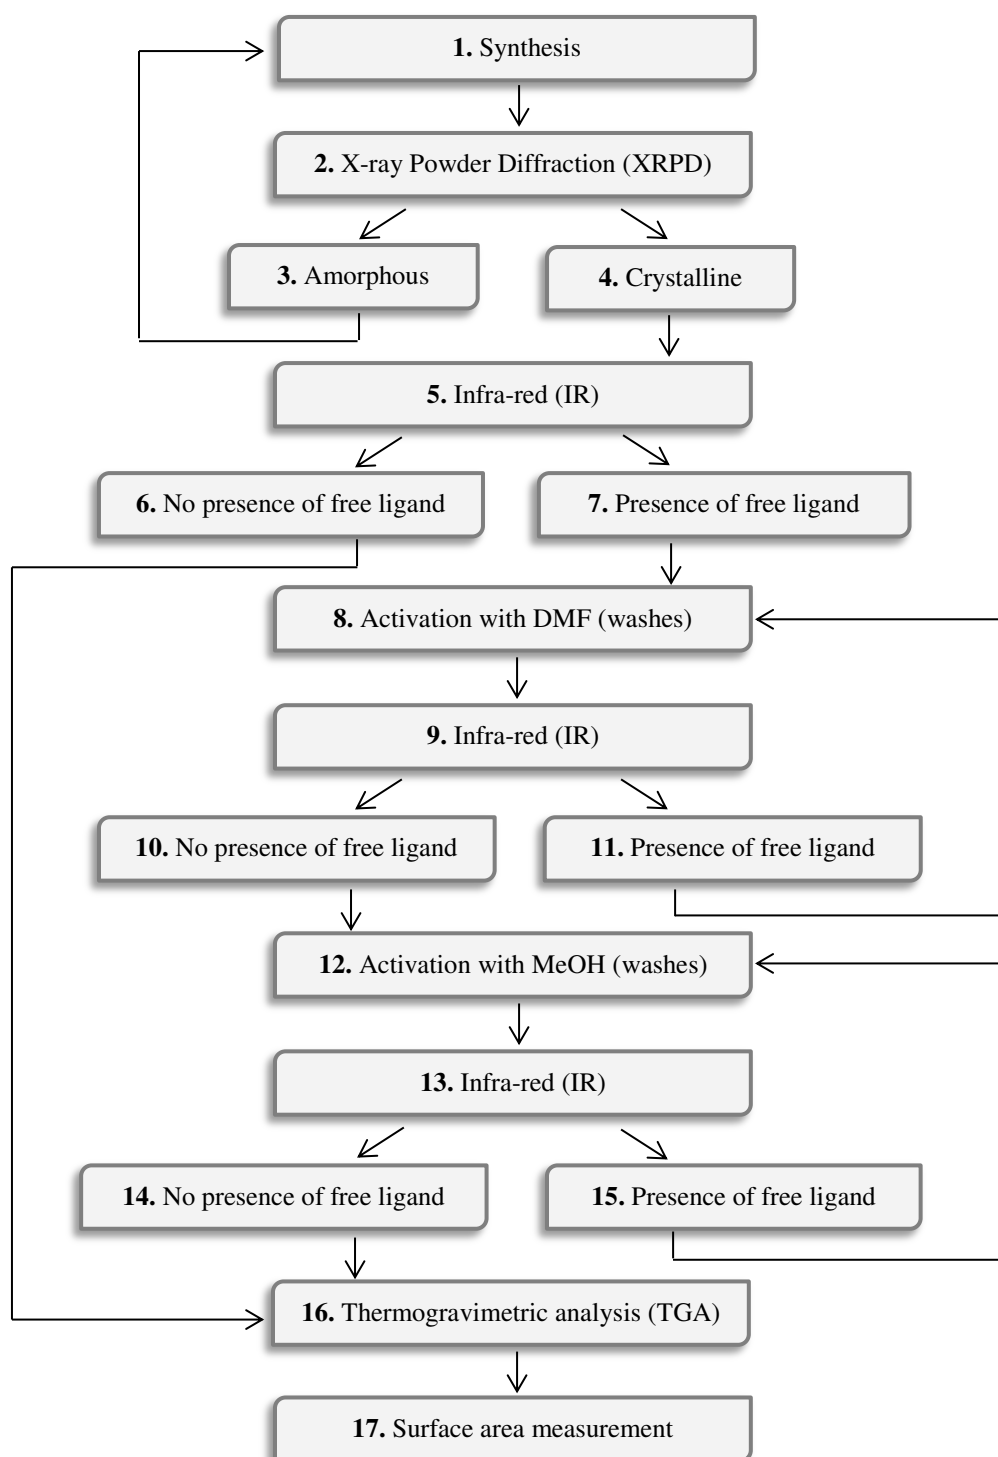 1. Synthesis
2. X-ray Powder Diffraction (XRPD)
3. Amorphous
4. Crystalline
5. Infra-red (IR)
6. No presence of free ligand
7. Presence of free ligand
8. Activation with DMF (washes)
9. Infra-red (IR)
10. No presence of free ligand
11. Presence of free ligand
12. Activation with MeOH (washes)
13. Infra-red (IR)
14. No presence of free ligand
15. Presence of free ligand
16. Thermogravimetric analysis (TGA)
17. Surface area measurement